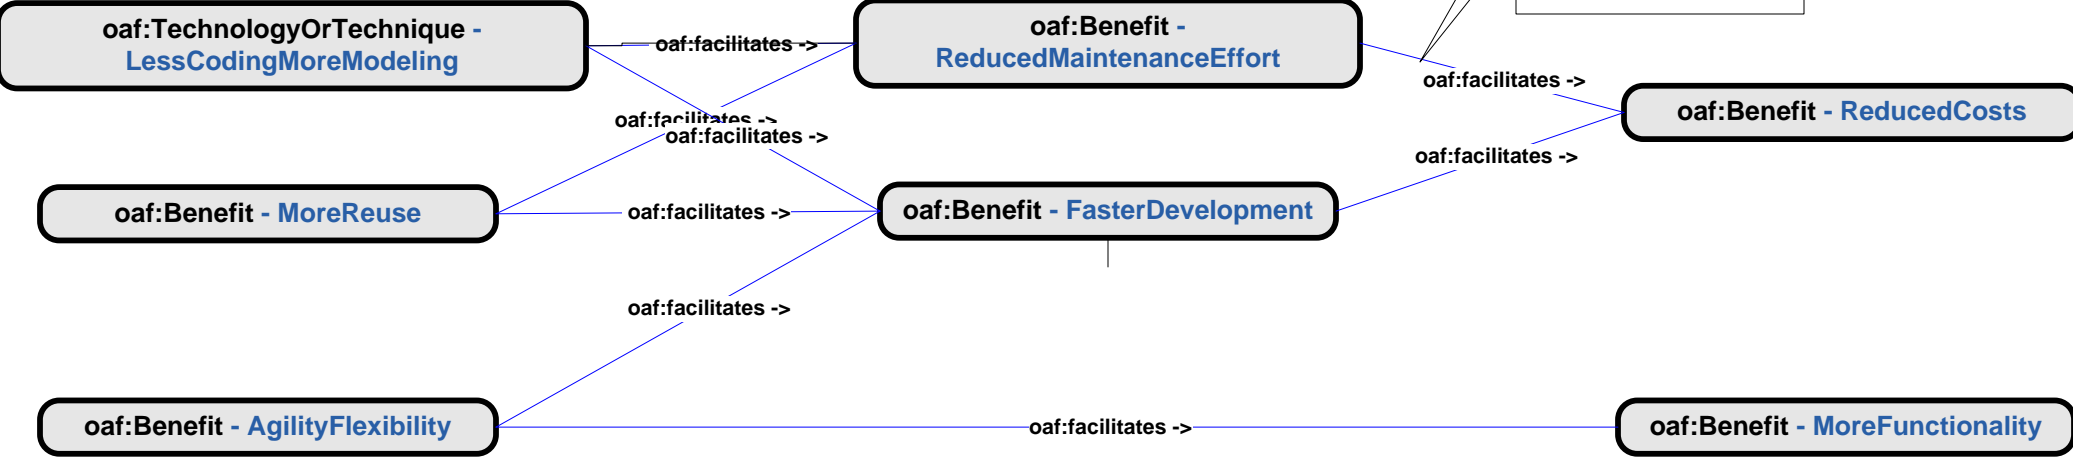 oaf:TechnologyOrTechnique -
LessCodingMoreModeling
oaf:facilitates ->
oaf:Benefit -
ReducedMaintenanceEffort
oaf:facilitates ->
oaf:Benefit - ReducedCosts
oaf:facilitates ->
oaf:facilitates ->
oaf:facilitates ->
oaf:Benefit - MoreReuse
oaf:facilitates ->
oaf:Benefit - FasterDevelopment
oaf:facilitates ->
oaf:Benefit - AgilityFlexibility
oaf:facilitates ->
oaf:Benefit - MoreFunctionality